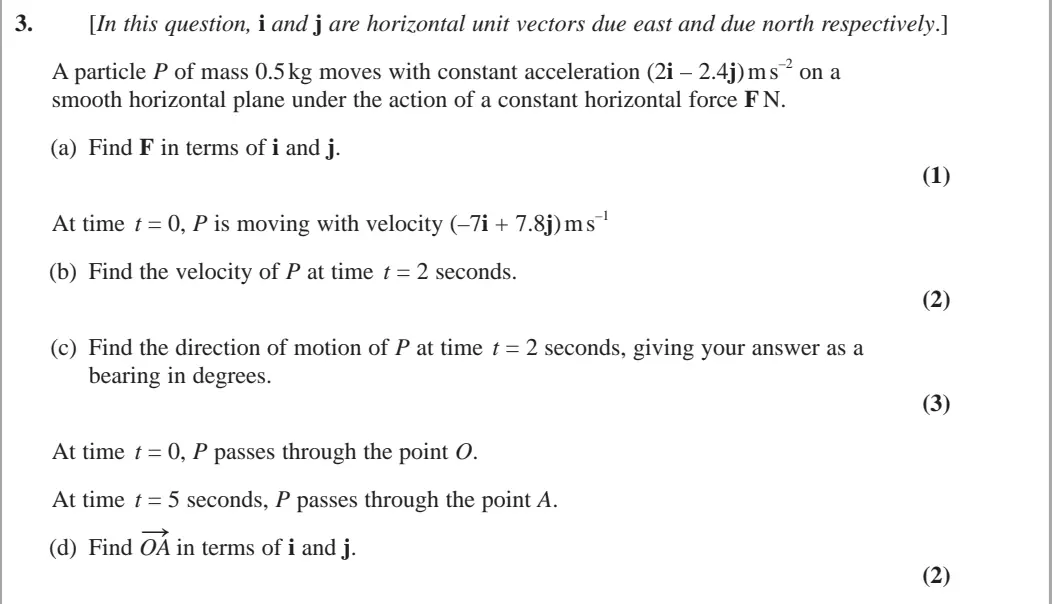 3. [In this question, i and j are horizontal unit vectors due east and due north respectively.]
A particle P of mass 0.5 kg moves with constant acceleration (2i – 2.4j) m s⁻² on a
smooth horizontal plane under the action of a constant horizontal force F N.
(a) Find F in terms of i and j.
(1)
At time t = 0, P is moving with velocity (–7i + 7.8j) m s⁻¹
(b) Find the velocity of P at time t = 2 seconds.
(2)
(c) Find the direction of motion of P at time t = 2 seconds, giving your answer as a
bearing in degrees.
(3)
At time t = 0, P passes through the point O.
At time t = 5 seconds, P passes through the point A.
(d) Find O⃗A⃗ in terms of i and j.
(2)